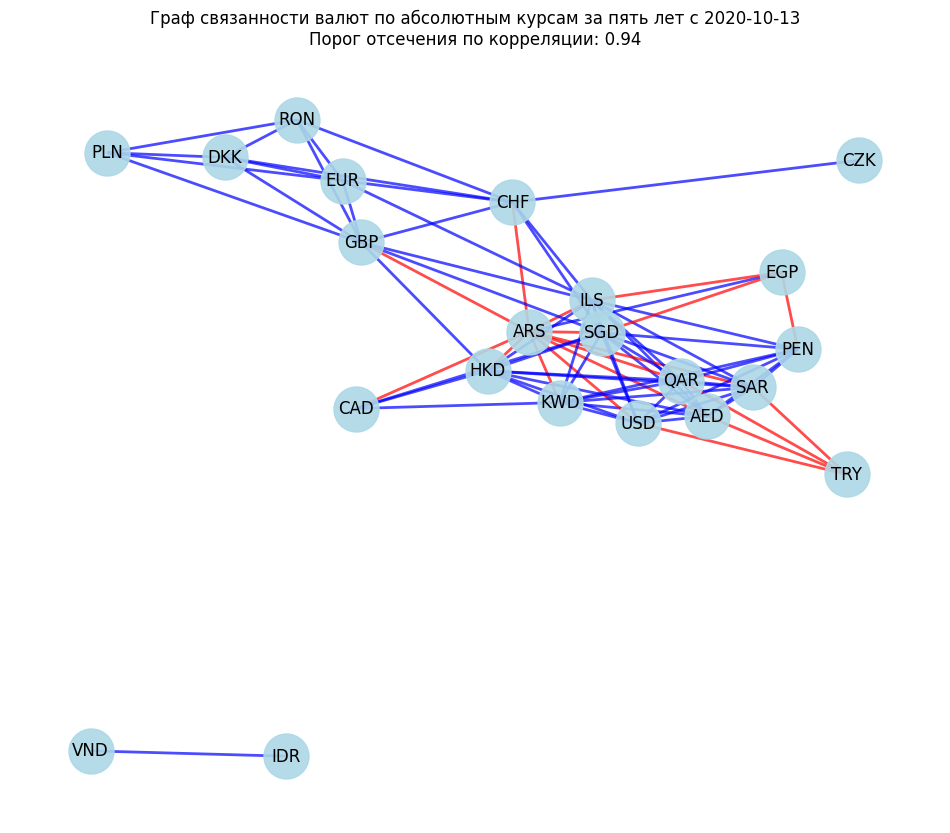 Граф связанности валют по абсолютным курсам за пять лет с 2020-10-13
Порог отсечения по корреляции: 0.94
RON
PLN
DKK
CZK
EUR
CHF
GBP
EGP
ILS
ARS
SGD
PEN
HKD
QAR
SAR
CAD
KWD
AED
USD
TRY
VND
IDR